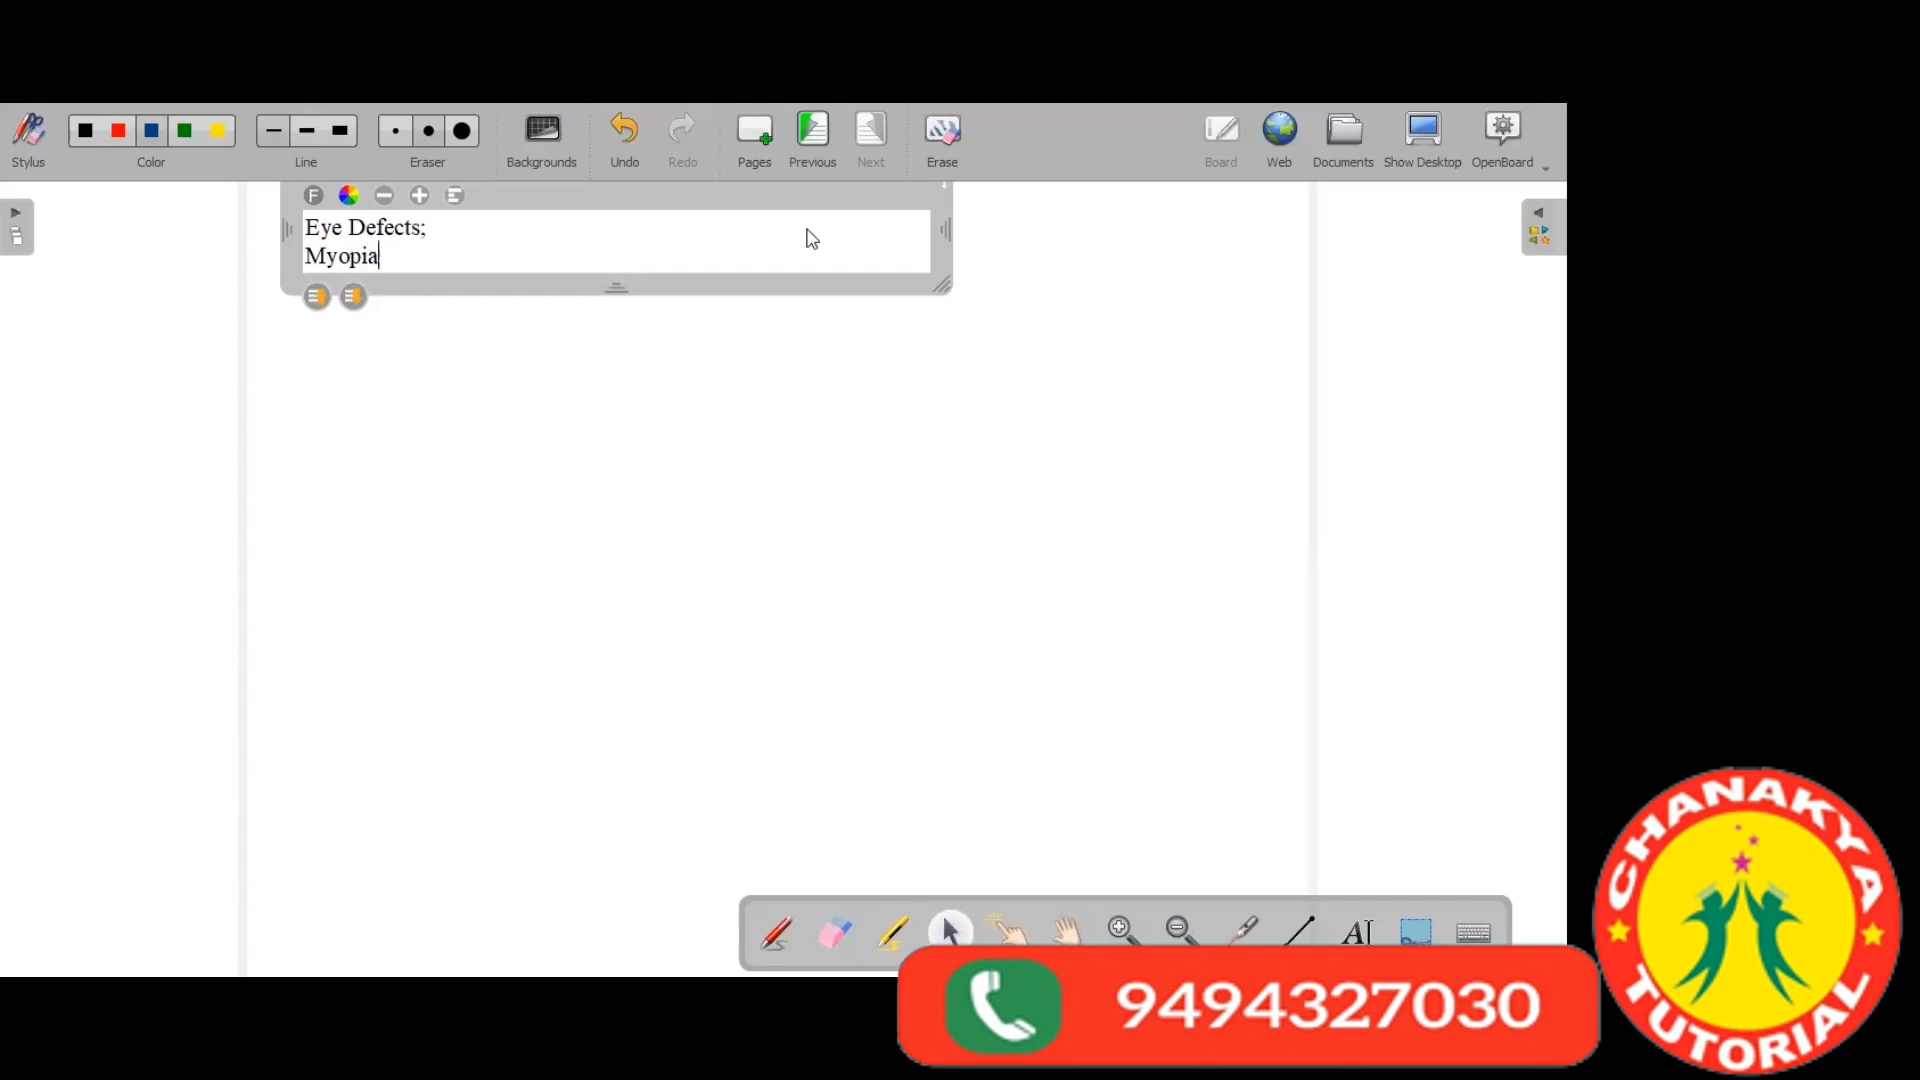 Stylus
Color
Line
Eraser
Backgrounds
Undo
Redo
Pages
Previous
Next
Erase
Board
Web
Documents
Show Desktop
OpenBoard
F
Eye Defects;
Myopia
AI
9494327030
CHANAKYA
TUTORIAL